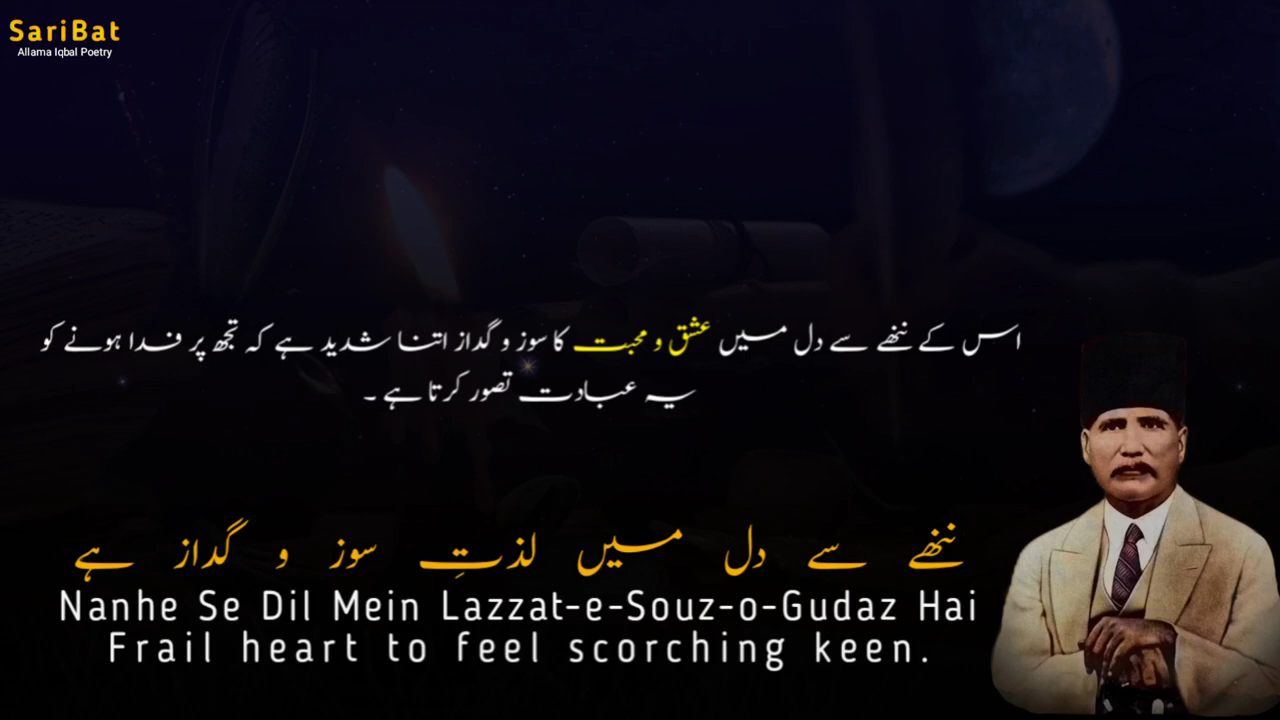 SariBat
Allama Iqbal Poetry
اس کے ننھے سے دل میں عشق و محبت کا سوز و گداز اتنا شدید ہے کہ تجھ پر فدا ہونے کو
یہ عبادت تصور کرتا ہے ۔
ننھے سے دل میں لذتِ سوز و گداز ہے
Nanhe Se Dil Mein Lazzat-e-Souz-o-Gudaz Hai
Frail heart to feel scorching keen.